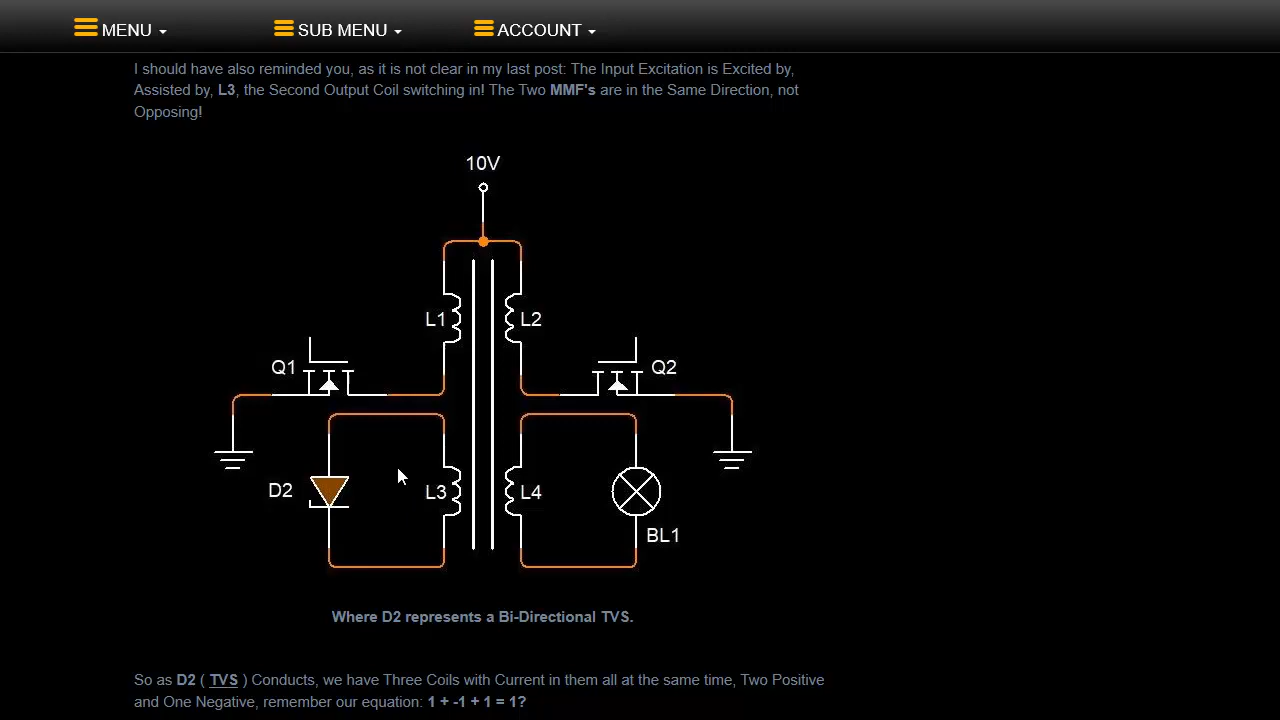 MENU
SUB MENU
ACCOUNT
I should have also reminded you, as it is not clear in my last post: The Input Excitation is Excited by,
Assisted by, L3, the Second Output Coil switching in! The Two MMF's are in the Same Direction, not
Opposing!
10V
L1
L2
Q1
Q2
D2
L3
L4
BL1
Where D2 represents a Bi-Directional TVS.
So as D2 ( TVS ) Conducts, we have Three Coils with Current in them all at the same time, Two Positive
and One Negative, remember our equation: 1 + -1 + 1 = 1?